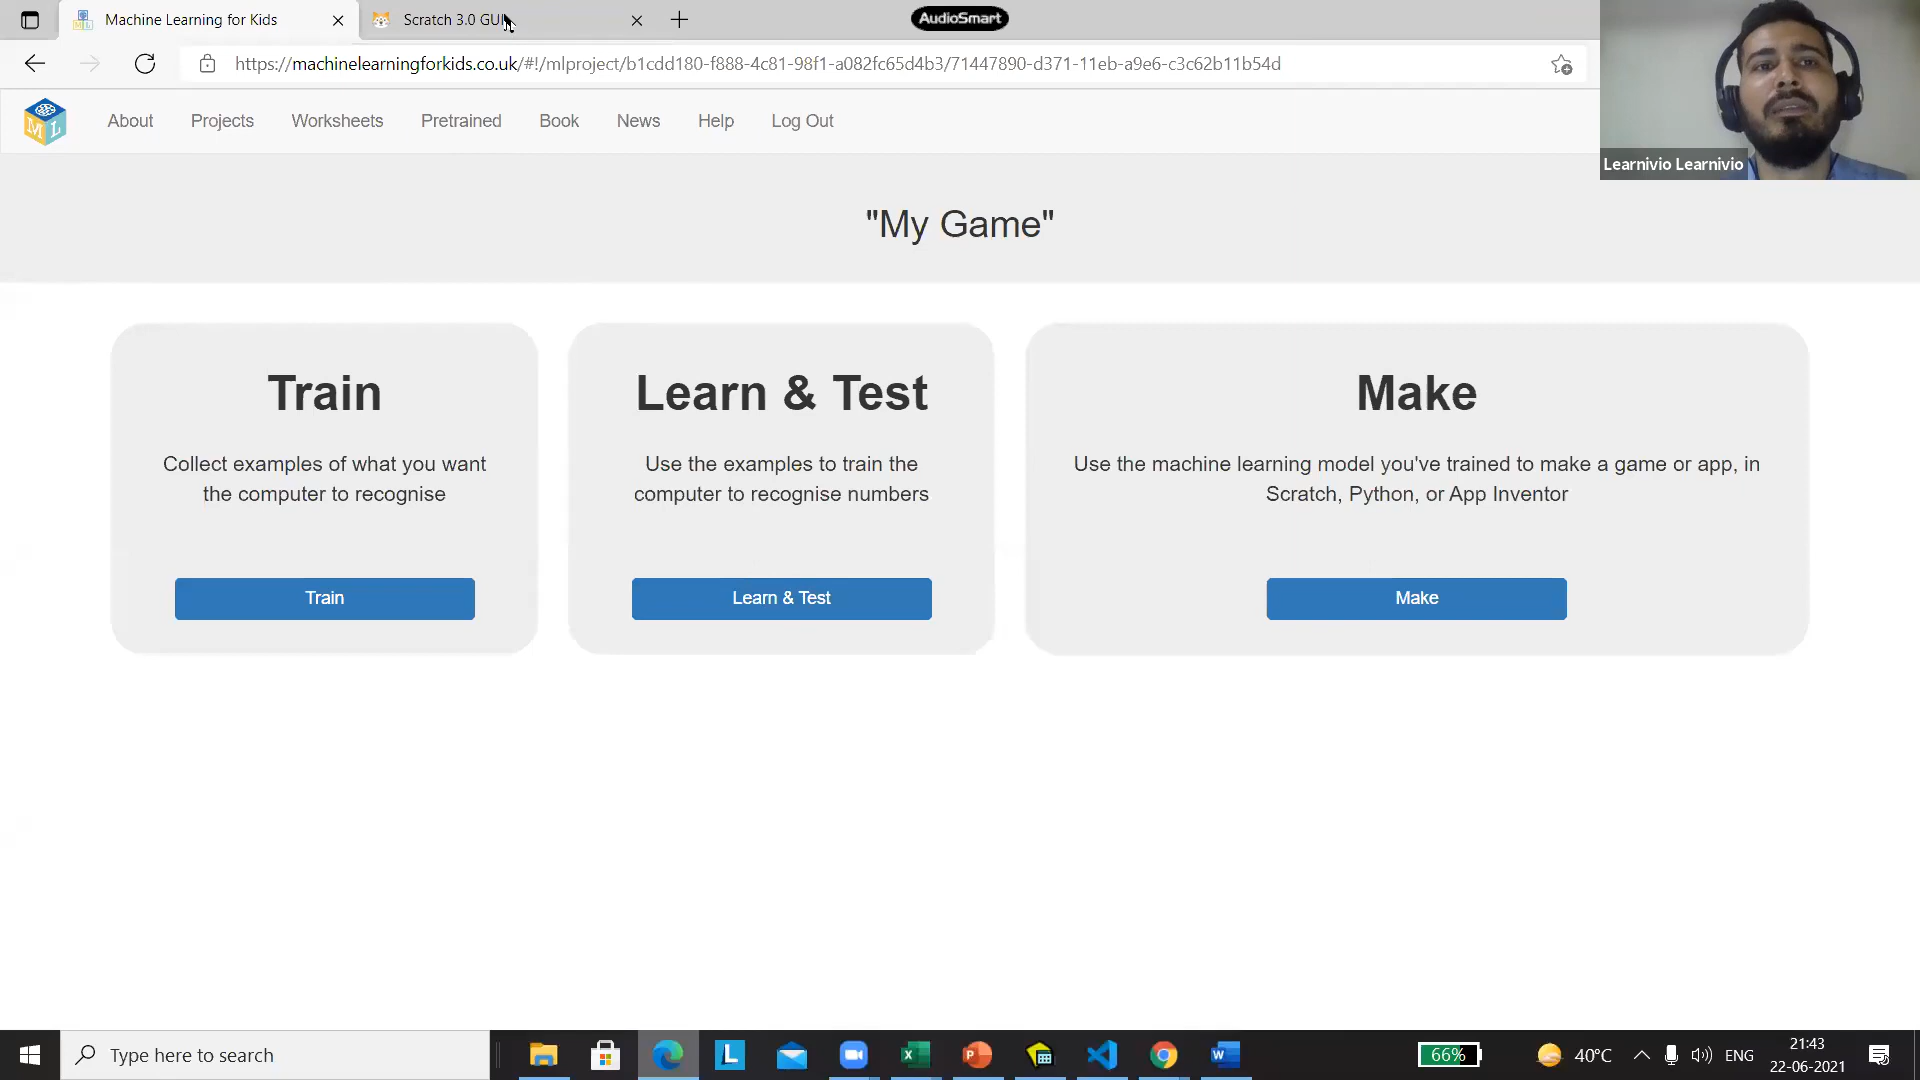 Machine Learning for Kids
Scratch 3.0 GUI
AudioSmart
https://machinelearningforkids.co.uk/#!/mlproject/b1cdd180-f888-4c81-98f1-a082fc65d4b3/71447890-d371-11eb-a9e6-c3c62b11b54d
M L
About Projects Worksheets Pretrained Book News Help Log Out
Learnivio Learnivio
"My Game"
Train
Collect examples of what you want
the computer to recognise
Train
Learn & Test
Use the examples to train the
computer to recognise numbers
Learn & Test
Make
Use the machine learning model you've trained to make a game or app, in
Scratch, Python, or App Inventor
Make
Type here to search
L
X
P
W
66%
40°C
ENG
21:43
22-06-2021